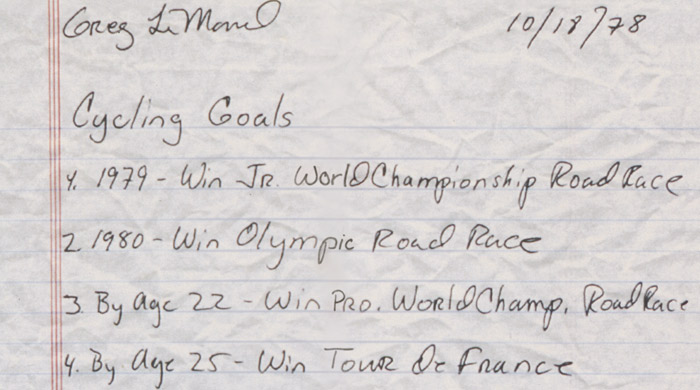 Greg LeMond 10/18/78
Cycling Goals
1. 1979 - Win Jr. World Championship Road Race
2. 1980 - Win Olympic Road Race
3. By Age 22 - Win Pro. World Champ. Road Race
4. By Age 25 - Win Tour De France